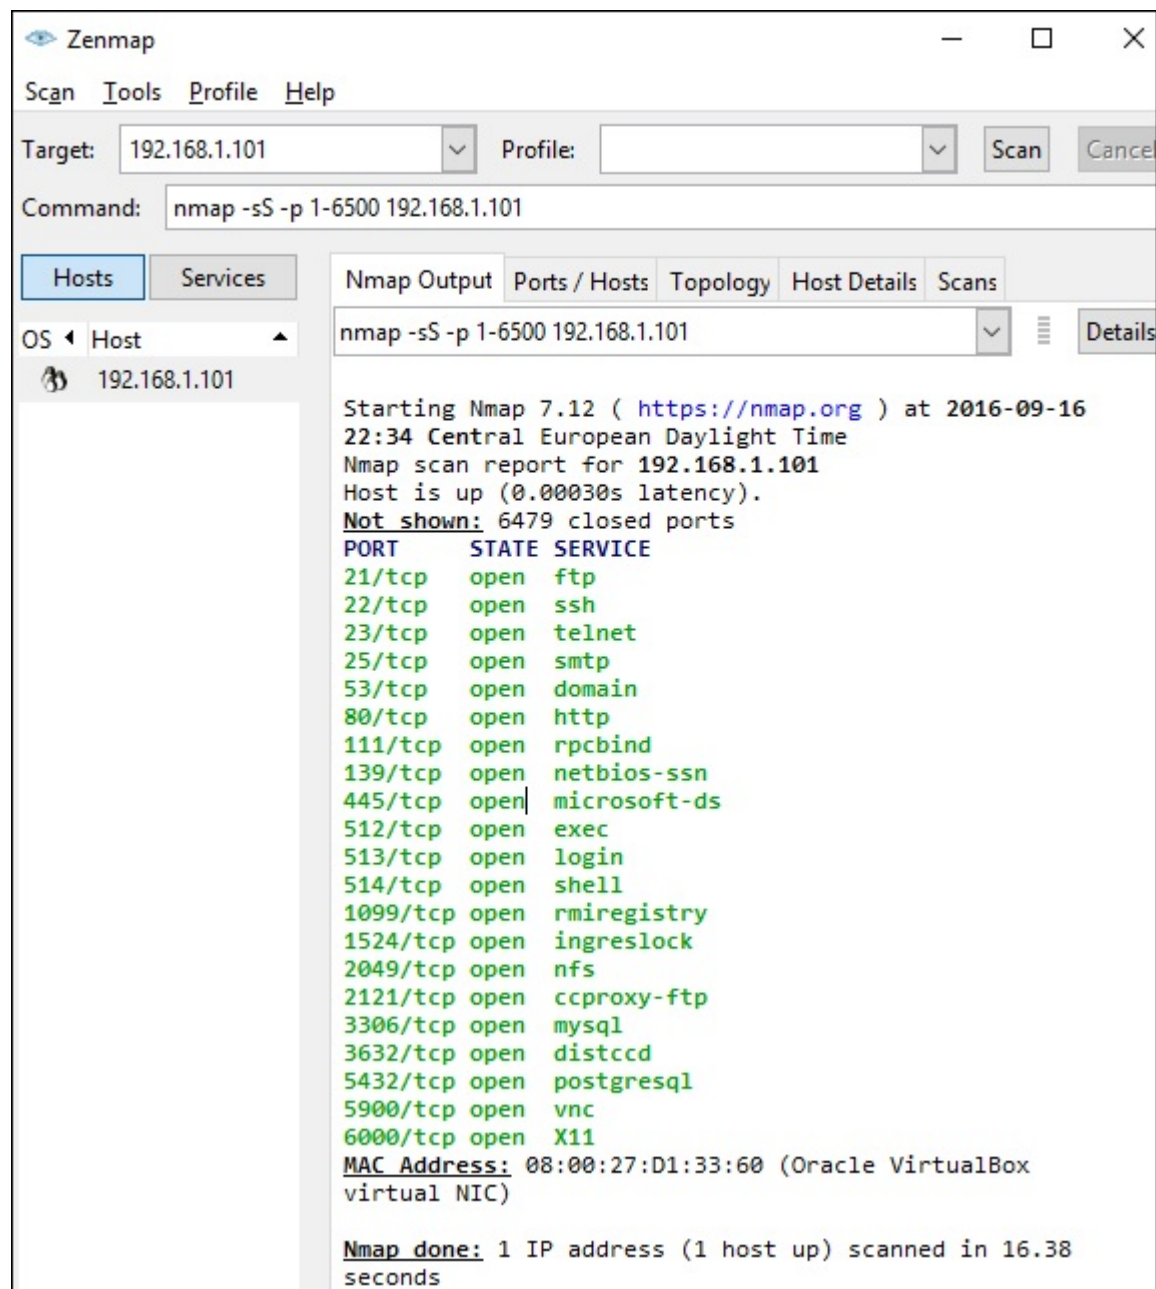 Zenmap
Scan Tools Profile Help
Target: 192.168.1.101 Profile: Scan Cancel
Command: nmap -sS -p 1-6500 192.168.1.101
Hosts Services
Nmap Output Ports / Hosts Topology Host Details Scans
OS Host
192.168.1.101
nmap -sS -p 1-6500 192.168.1.101 Details
Starting Nmap 7.12 ( https://nmap.org ) at 2016-09-16
22:34 Central European Daylight Time
Nmap scan report for 192.168.1.101
Host is up (0.00030s latency).
Not shown: 6479 closed ports
PORT STATE SERVICE
21/tcp open ftp
22/tcp open ssh
23/tcp open telnet
25/tcp open smtp
53/tcp open domain
80/tcp open http
111/tcp open rpcbind
139/tcp open netbios-ssn
445/tcp open microsoft-ds
512/tcp open exec
513/tcp open login
514/tcp open shell
1099/tcp open rmiregistry
1524/tcp open ingreslock
2049/tcp open nfs
2121/tcp open ccproxy-ftp
3306/tcp open mysql
3632/tcp open distccd
5432/tcp open postgresql
5900/tcp open vnc
6000/tcp open X11
MAC Address: 08:00:27:D1:33:60 (Oracle VirtualBox
virtual NIC)
Nmap done: 1 IP address (1 host up) scanned in 16.38
seconds